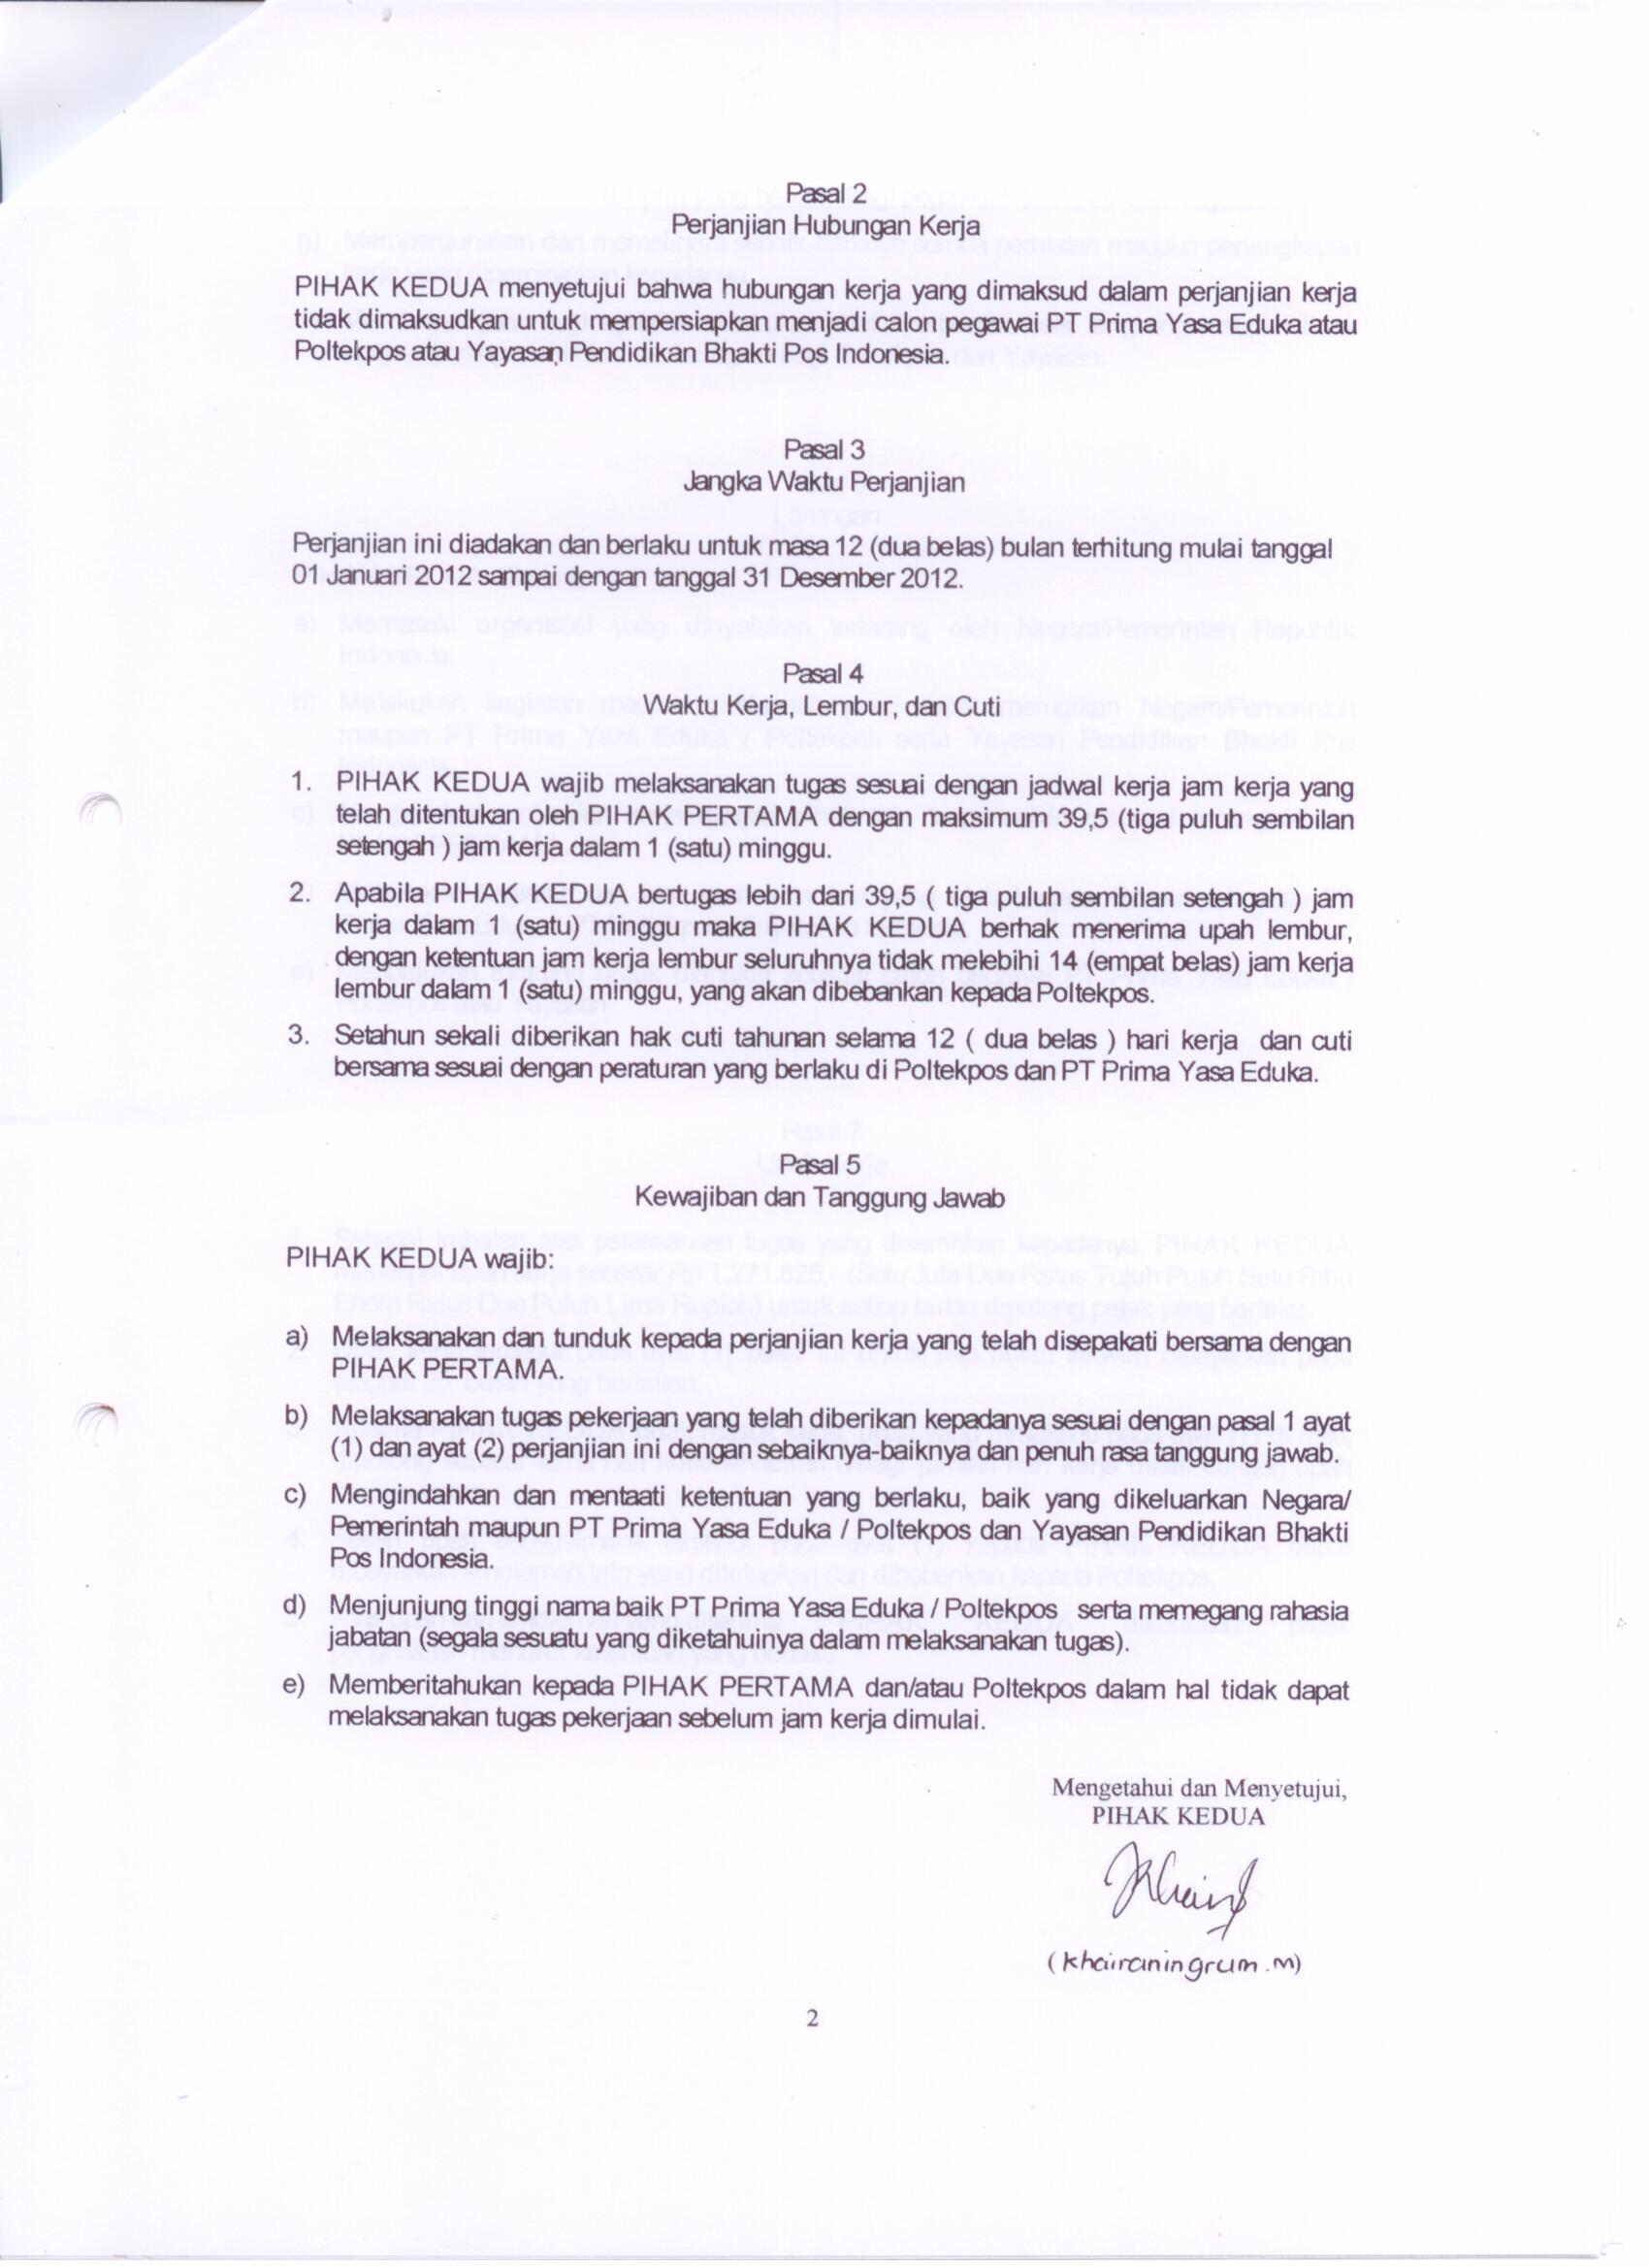 Pasal 2
Perjanjian Hubungan Kerja
PIHAK KEDUA menyetujui bahwa hubungan kerja yang dimaksud dalam perjanjian kerja
tidak dimaksudkan untuk mempersiapkan menjadi calon pegawai PT Prima Yasa Eduka atau
Poltekpos atau Yayasan Pendidikan Bhakti Pos Indonesia.
Pasal 3
Jangka Waktu Perjanjian
Perjanjian ini diadakan dan berlaku untuk masa 12 (dua belas) bulan terhitung mulai tanggal
01 Januari 2012 sampai dengan tanggal 31 Desember 2012.
Pasal 4
Waktu Kerja, Lembur, dan Cuti
1. PIHAK KEDUA wajib melaksanakan tugas sesuai dengan jadwal kerja jam kerja yang
telah ditentukan oleh PIHAK PERTAMA dengan maksimum 39,5 (tiga puluh sembilan
setengah ) jam kerja dalam 1 (satu) minggu.
2. Apabila PIHAK KEDUA bertugas lebih dari 39,5 ( tiga puluh sembilan setengah ) jam
kerja dalam 1 (satu) minggu maka PIHAK KEDUA berhak menerima upah lembur,
dengan ketentuan jam kerja lembur seluruhnya tidak melebihi 14 (empat belas) jam kerja
lembur dalam 1 (satu) minggu, yang akan dibebankan kepada Poltekpos.
3. Setahun sekali diberikan hak cuti tahunan selama 12 ( dua belas ) hari kerja dan cuti
bersama sesuai dengan peraturan yang berlaku di Poltekpos dan PT Prima Yasa Eduka.
Pasal 5
Kewajiban dan Tanggung Jawab
PIHAK KEDUA wajib:
a) Melaksanakan dan tunduk kepada perjanjian kerja yang telah disepakati bersama dengan
PIHAK PERTAMA.
b) Melaksanakan tugas pekerjaan yang telah diberikan kepadanya sesuai dengan pasal 1 ayat
(1) dan ayat (2) perjanjian ini dengan sebaiknya-baiknya dan penuh rasa tanggung jawab.
c) Mengindahkan dan mentaati ketentuan yang berlaku, baik yang dikeluarkan Negara/
Pemerintah maupun PT Prima Yasa Eduka / Poltekpos dan Yayasan Pendidikan Bhakti
Pos Indonesia.
d) Menjunjung tinggi nama baik PT Prima Yasa Eduka / Poltekpos serta memegang rahasia
jabatan (segala sesuatu yang diketahuinya dalam melaksanakan tugas).
e) Memberitahukan kepada PIHAK PERTAMA dan/atau Poltekpos dalam hal tidak dapat
melaksanakan tugas pekerjaan sebelum jam kerja dimulai.
Mengetahui dan Menyetujui,
PIHAK KEDUA
(khairaningrum.m)
2